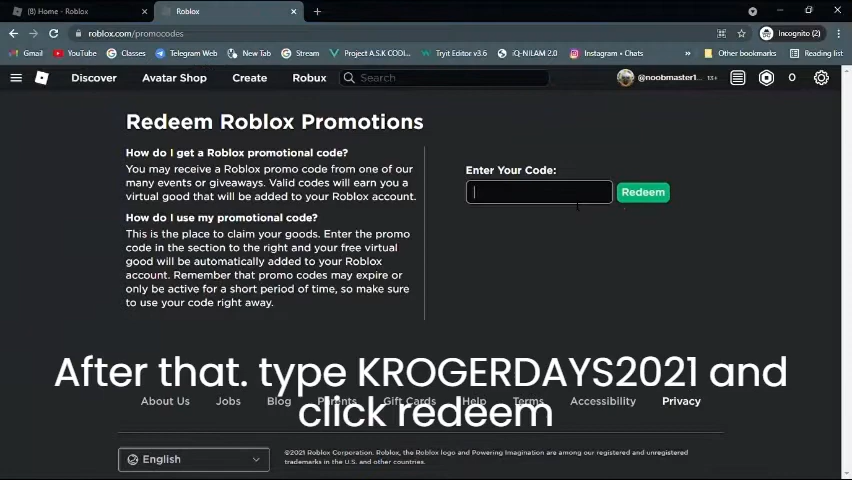 (8) Home - Roblox
Roblox
roblox.com/promocodes
Incognito (2)
Gmail
YouTube
Classes
Telegram Web
New Tab
Stream
Project A.S.K CODI...
Tryit Editor v3.6
iQ-NILAM 2.0
Instagram • Chats
»
Other bookmarks
Reading list
Discover
Avatar Shop
Create
Robux
Search
@noobmaster1... 13+
0
Redeem Roblox Promotions
How do I get a Roblox promotional code?
You may receive a Roblox promo code from one of our
many events or giveaways. Valid codes will earn you a
virtual good that will be added to your Roblox account.
How do I use my promotional code?
This is the place to claim your goods. Enter the promo
code in the section to the right and your free virtual
good will be automatically added to your Roblox
account. Remember that promo codes may expire or
only be active for a short period of time, so make sure
to use your code right away.
Enter Your Code:
Redeem
After that. type KROGERDAYS2021 and
click redeem
About Us
Jobs
Blog
Parents
Gift Cards
Help
Terms
Accessibility
Privacy
English
©2021 Roblox Corporation. Roblox, the Roblox logo and Powering Imagination are among our registered and unregistered
trademarks in the U.S. and other countries.